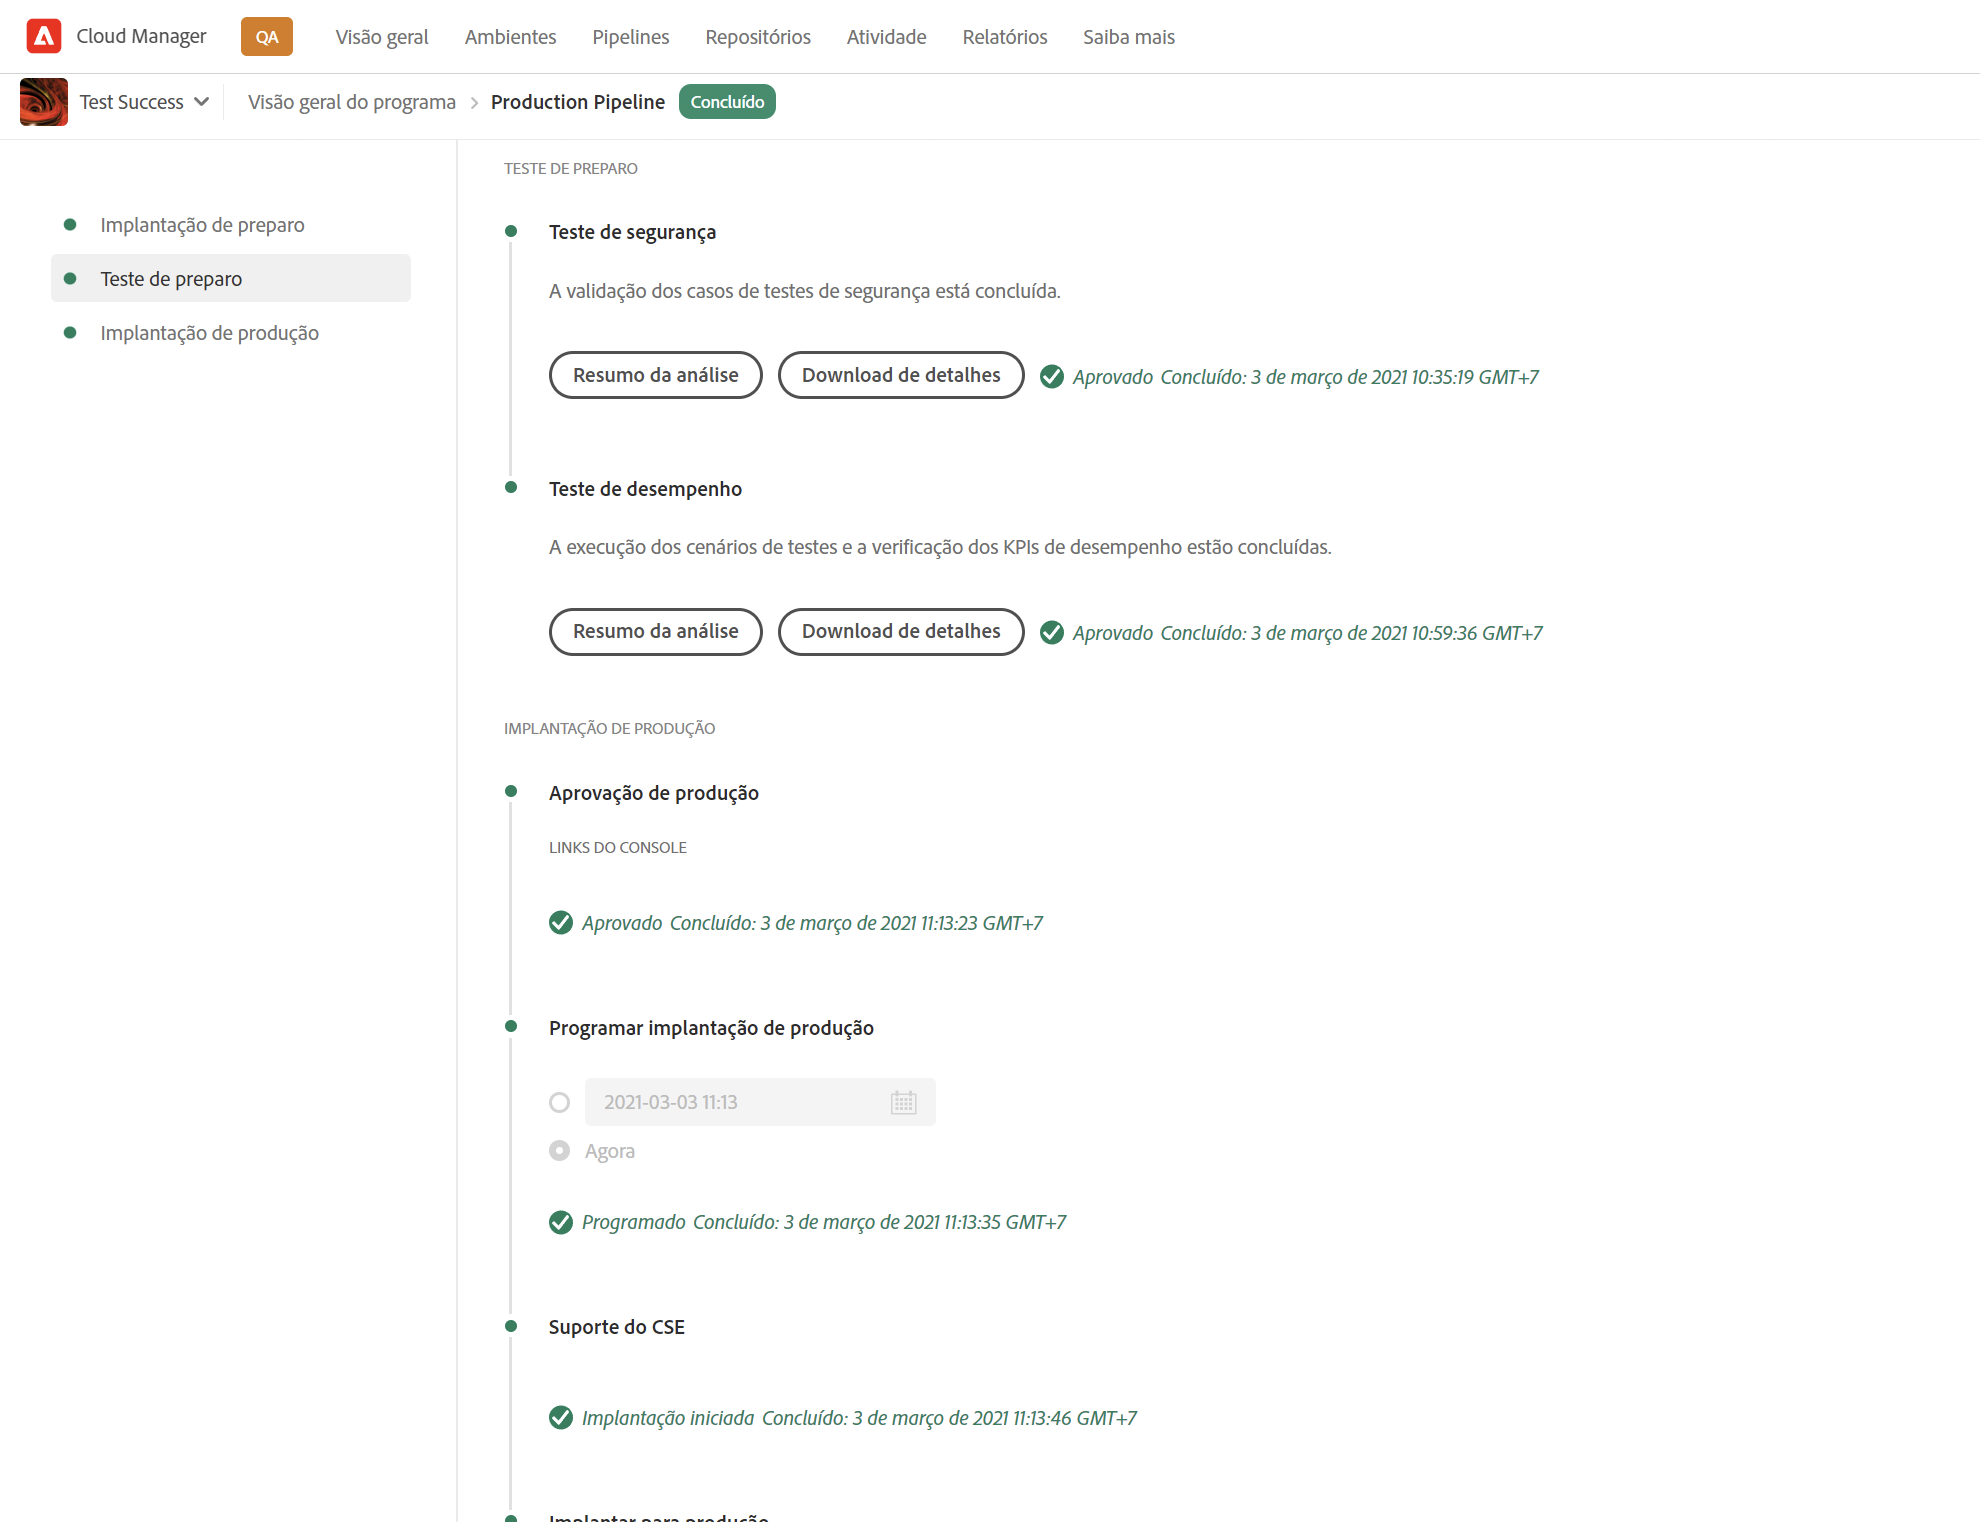 Cloud Manager QA Visão geral Ambientes Pipelines Repositórios Atividade Relatórios Saiba mais
Test Success Visão geral do programa Production Pipeline Concluído
Implantação de preparo
Teste de preparo
Implantação de produção
TESTE DE PREPARO
Teste de segurança
A validação dos casos de testes de segurança está concluída.
Resumo da análise Download de detalhes Aprovado Concluído: 3 de março de 2021 10:35:19 GMT+7
Teste de desempenho
A execução dos cenários de testes e a verificação dos KPIs de desempenho estão concluídas.
Resumo da análise Download de detalhes Aprovado Concluído: 3 de março de 2021 10:59:36 GMT+7
IMPLANTAÇÃO DE PRODUÇÃO
Aprovação de produção
LINKS DO CONSOLE
Aprovado Concluído: 3 de março de 2021 11:13:23 GMT+7
Programar implantação de produção
2021-03-03 11:13
Agora
Programado Concluído: 3 de março de 2021 11:13:35 GMT+7
Suporte do CSE
Implantação iniciada Concluído: 3 de março de 2021 11:13:46 GMT+7
Implantar para produção